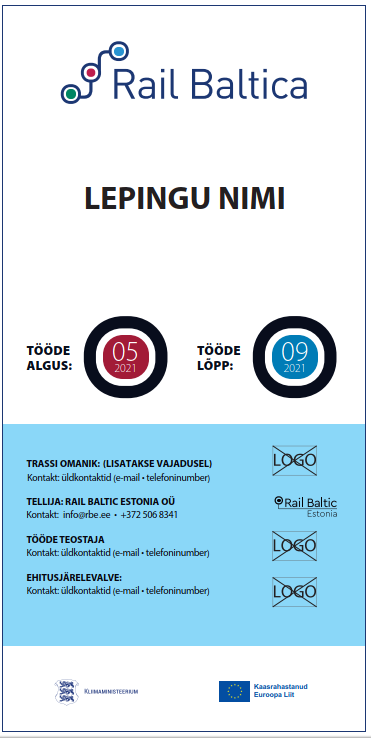 Rail Baltica
LEPINGU NIMI
TÖÖDE
ALGUS:
05
2021
TÖÖDE
LÕPP:
09
2021
TRASSI OMANIK: (LISATAKSE VAJADUSEL)
Kontakt: üldkontaktid (e-mail • telefoninumber)
LOGO
TELLIJA: RAIL BALTIC ESTONIA OÜ
Kontakt: info@rbe.ee • +372 506 8341
Rail Baltic
Estonia
TÖÖDE TEOSTAJA
Kontakt: üldkontaktid (e-mail • telefoninumber)
LOGO
EHITUSJÄRELEVALVE:
Kontakt: üldkontaktid (e-mail • telefoninumber)
LOGO
KLIIMAMINISTEERIUM
Kaasrahastanud
Euroopa Liit